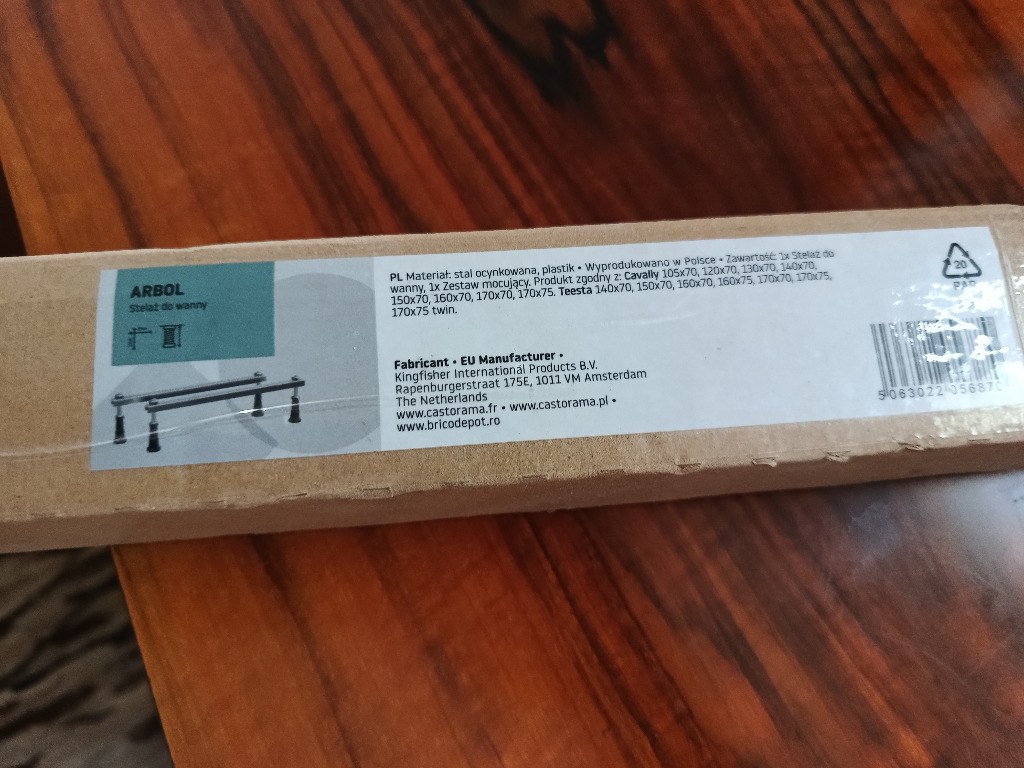 ARBOL
Stelaż do wanny
PL Materiał: stal ocynkowana, plastik • Wyprodukowano w Polsce • Zawartość: 1x Stelaż do
wanny, 1x Zestaw mocujący. Produkt zgodny z: Cavally 105x70, 120x70, 130x70, 140x70,
150x70, 160x70, 170x70, 170x75. Teesta 140x70, 150x70, 160x70, 160x75, 170x70, 170x75,
170x75 twin.
Fabricant • EU Manufacturer •
Kingfisher International Products B.V.
Rapenburgerstraat 175E, 1011 VM Amsterdam
The Netherlands
www.castorama.fr • www.castorama.pl •
www.bricodepot.ro
20
PAP
5 063022